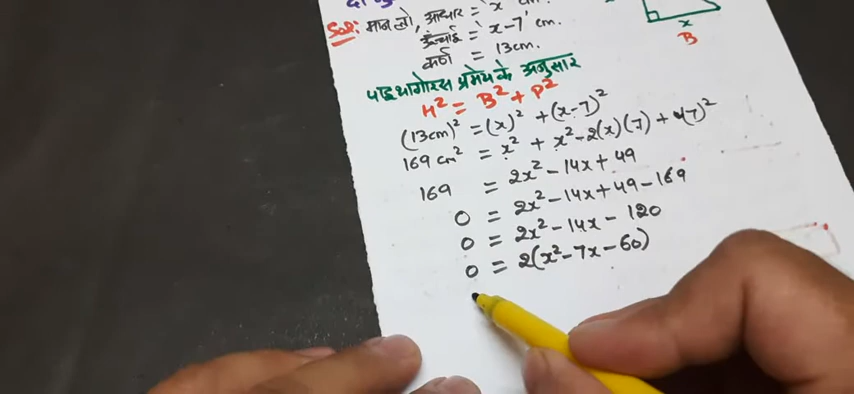 Sol: मान लो, आधार = 'x' cm.
ऊँचाई = 'x-7' cm.
कर्ण = 13cm.
x
B
पाइथागोरस प्रमेय के अनुसार
H² = B² + P²
(13cm)² = (x)² + (x-7)²
169 cm² = x² + x² - 2(x)(7) + (7)²
169 = 2x² - 14x + 49
0 = 2x² - 14x + 49 - 169
0 = 2x² - 14x - 120
0 = 2(x² - 7x - 60)